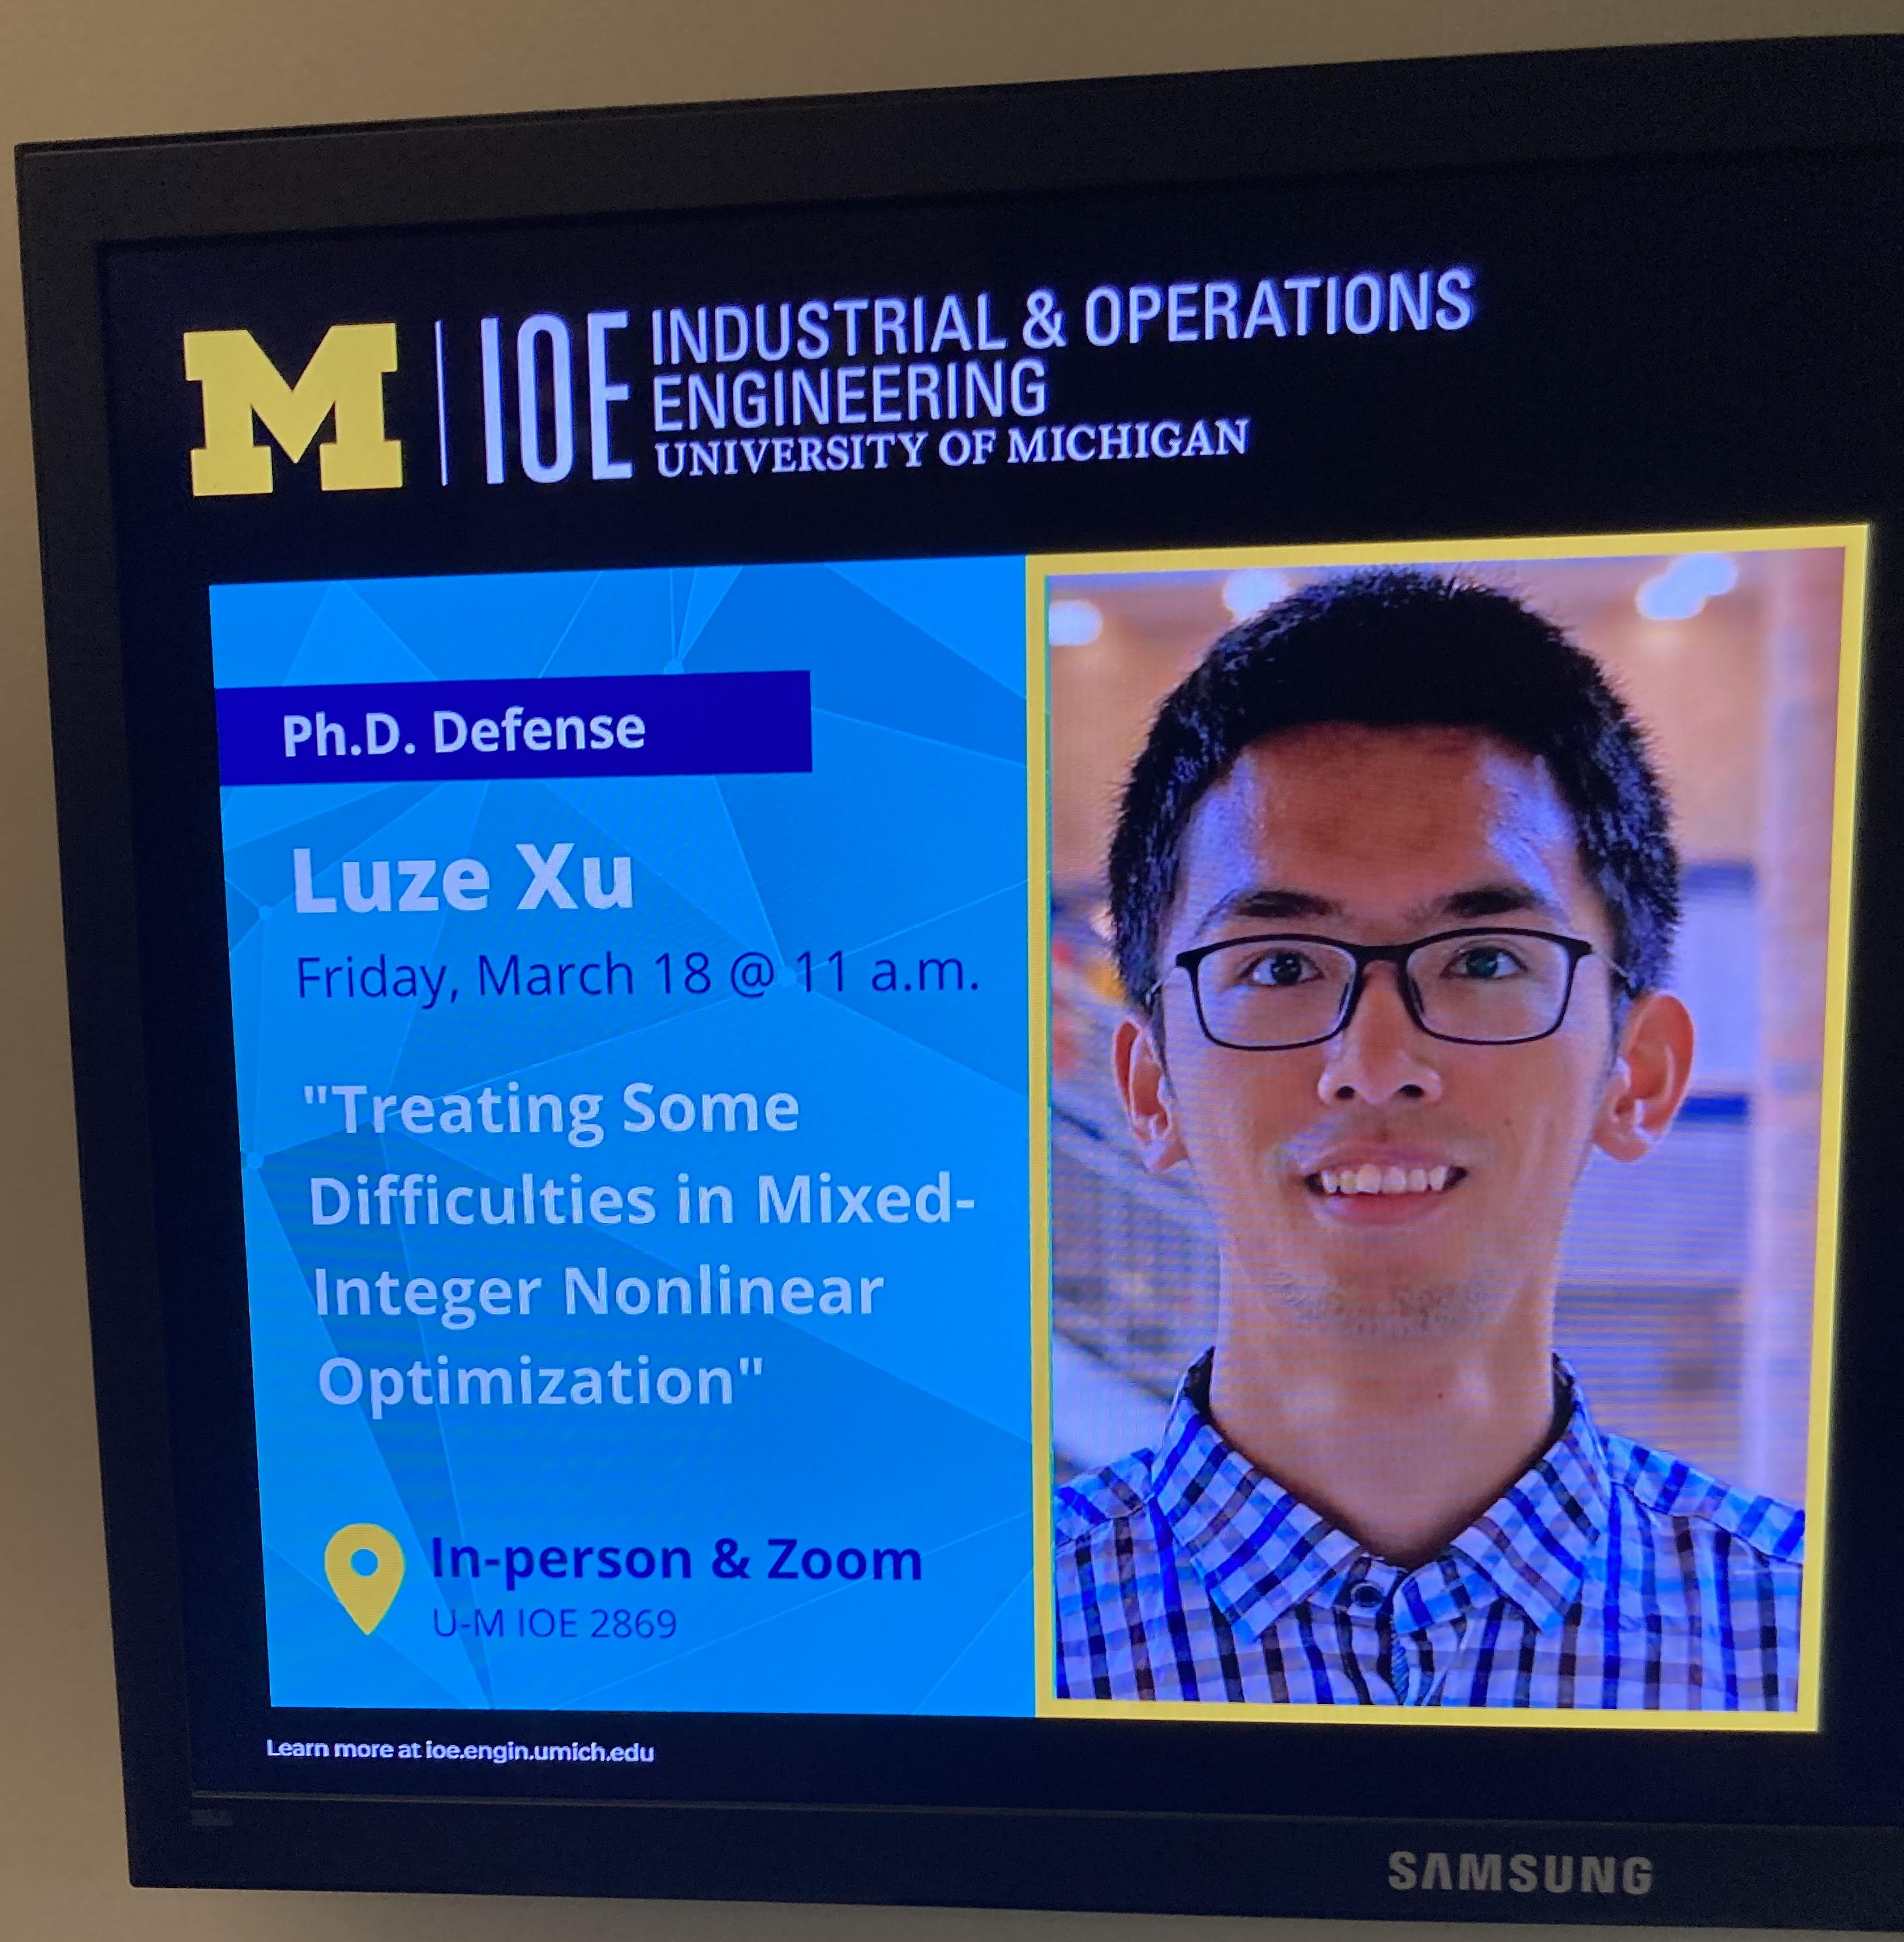 M | IOE INDUSTRIAL & OPERATIONS
ENGINEERING
UNIVERSITY OF MICHIGAN
Ph.D. Defense
Luze Xu
Friday, March 18 @ 11 a.m.
"Treating Some
Difficulties in Mixed-
Integer Nonlinear
Optimization"
In-person & Zoom
U-M IOE 2869
Learn more at ioe.engin.umich.edu
SAMSUNG